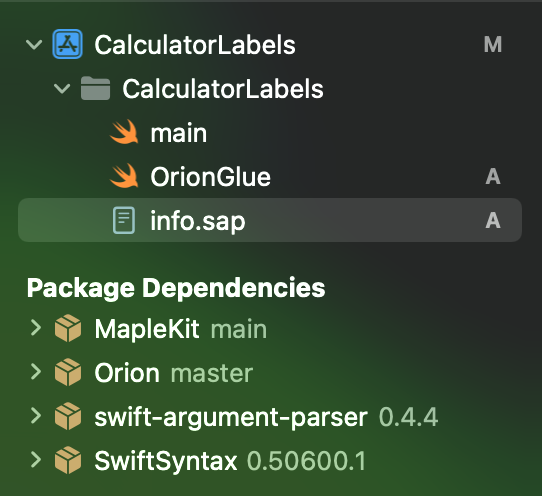 CalculatorLabels M
CalculatorLabels
main
OrionGlue A
info.sap A
Package Dependencies
MapleKit main
Orion master
swift-argument-parser 0.4.4
SwiftSyntax 0.50600.1